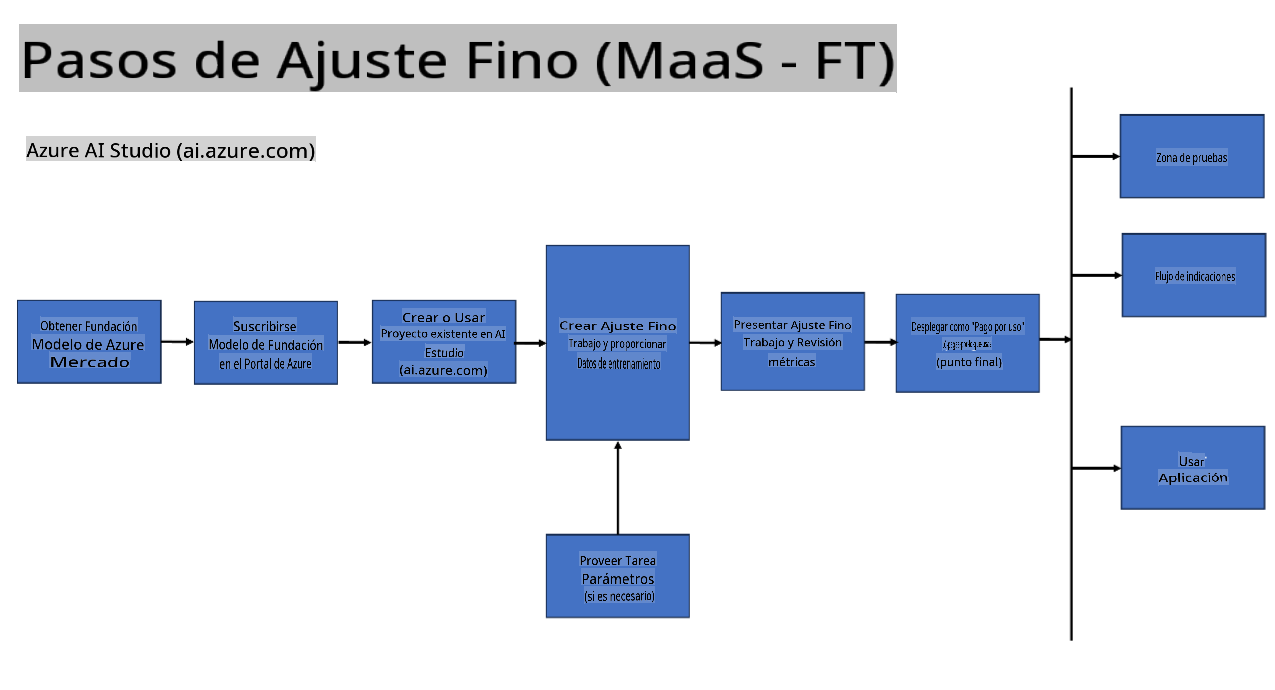 Pasos de Ajuste Fino (MaaS - FT)
Azure AI Studio (ai.azure.com)
Zona de pruebas
Flujo de indicaciones
Obtener Fundación
Modelo de Azure
Mercado
Suscribirse
Modelo de Fundación
en el Portal de Azure
Crear o Usar
Proyecto existente en AI
Estudio
(ai.azure.com)
Crear Ajuste Fino
Trabajo y proporcionar
Datos de entrenamiento
Presentar Ajuste Fino
Trabajo y Revisión
métricas
Desplegar como "Pago por uso"
(punto final)
Usar
Aplicación
Proveer Tarea
Parámetros
(si es necesario)